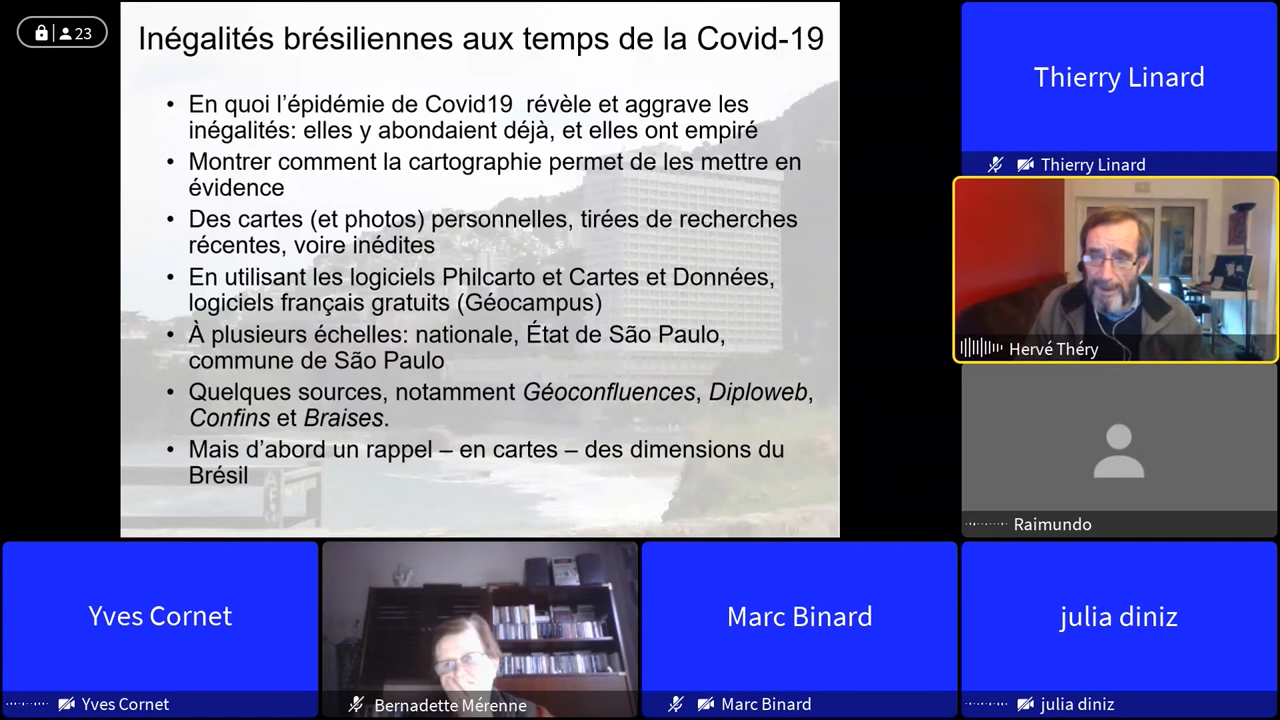 23
Inégalités brésiliennes aux temps de la Covid-19
• En quoi l’épidémie de Covid19 révèle et aggrave les
inégalités: elles y abondaient déjà, et elles ont empiré
• Montrer comment la cartographie permet de les mettre en
évidence
• Des cartes (et photos) personnelles, tirées de recherches
récentes, voire inédites
• En utilisant les logiciels Philcarto et Cartes et Données,
logiciels français gratuits (Géocampus)
• À plusieurs échelles: nationale, État de São Paulo,
commune de São Paulo
• Quelques sources, notamment Géoconfluences, Diploweb,
Confins et Braises.
• Mais d’abord un rappel – en cartes – des dimensions du
Brésil
Thierry Linard
Thierry Linard
Hervé Théry
Raimundo
Yves Cornet
Yves Cornet
Bernadette Mérenne
Marc Binard
Marc Binard
julia diniz
julia diniz